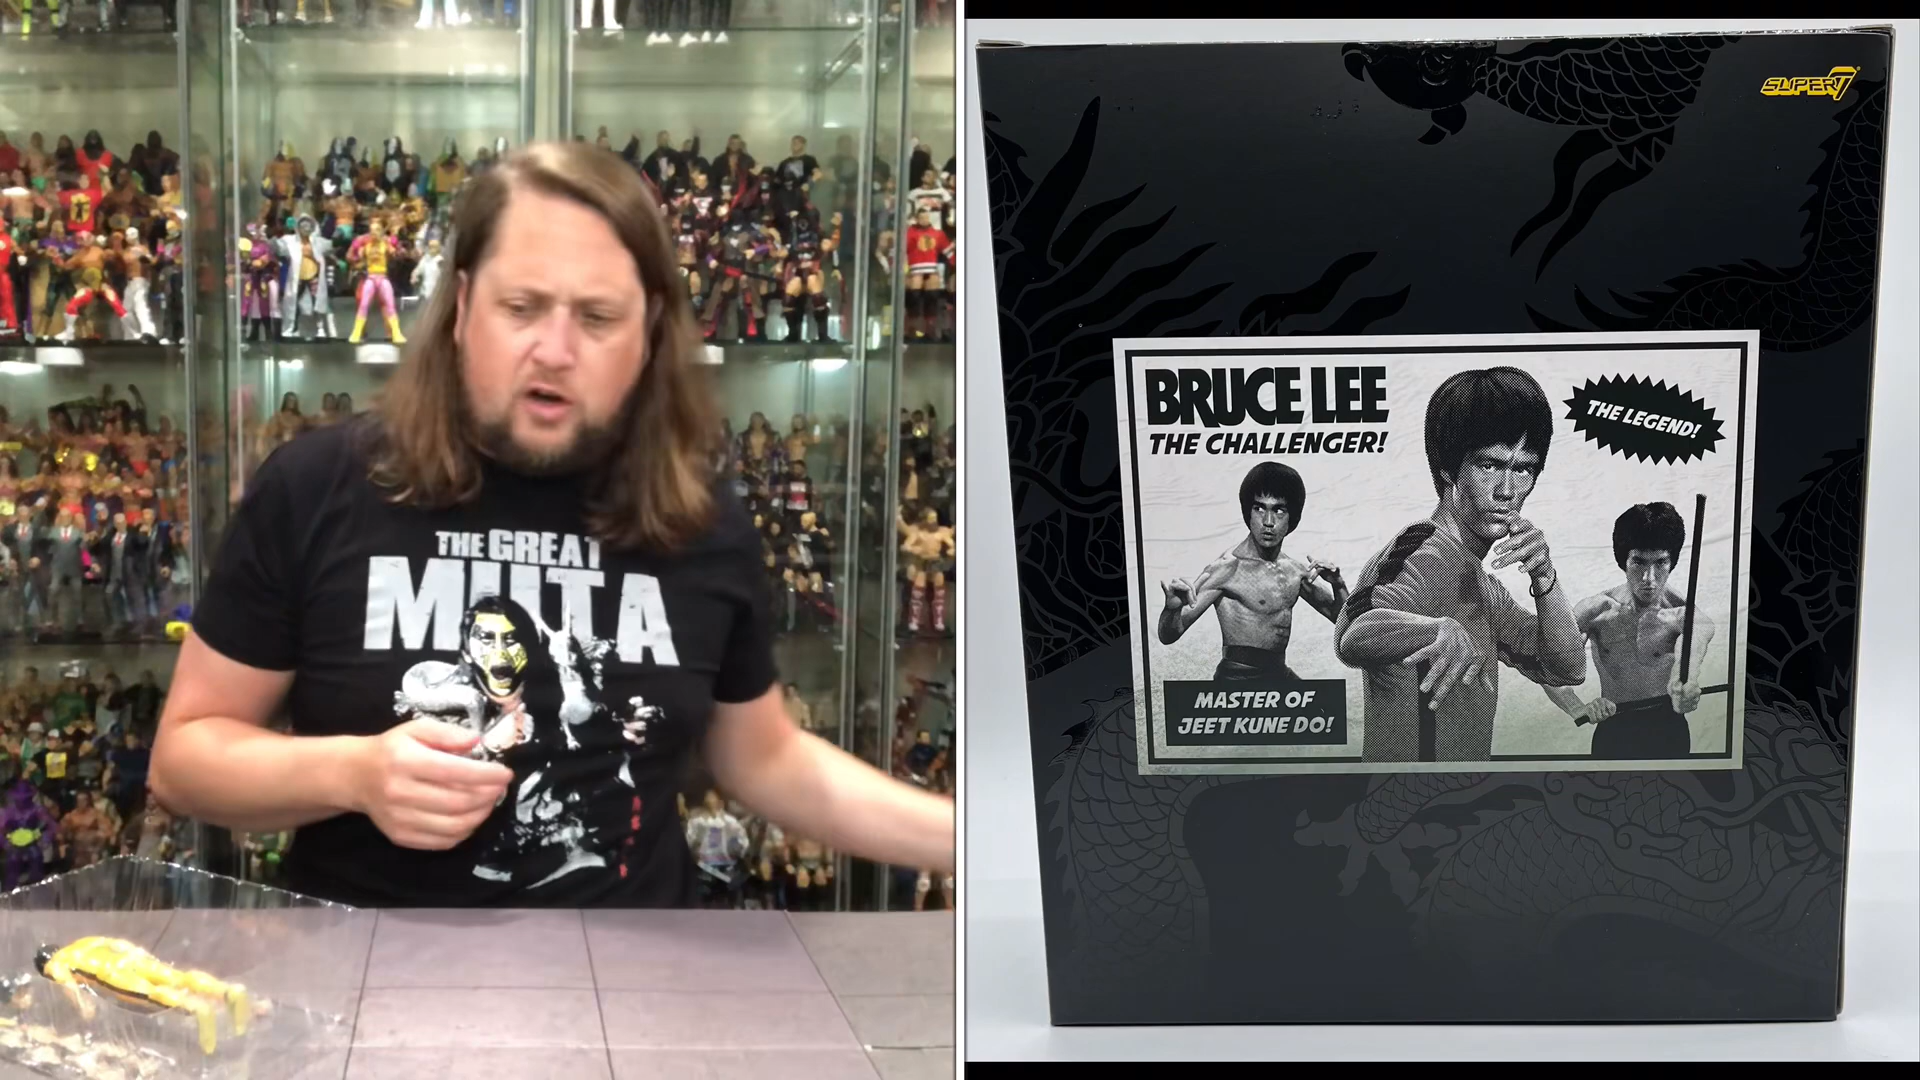 THE GREAT
MUTA
SUPER7
BRUCE LEE
THE CHALLENGER!
THE LEGEND!
MASTER OF
JEET KUNE DO!